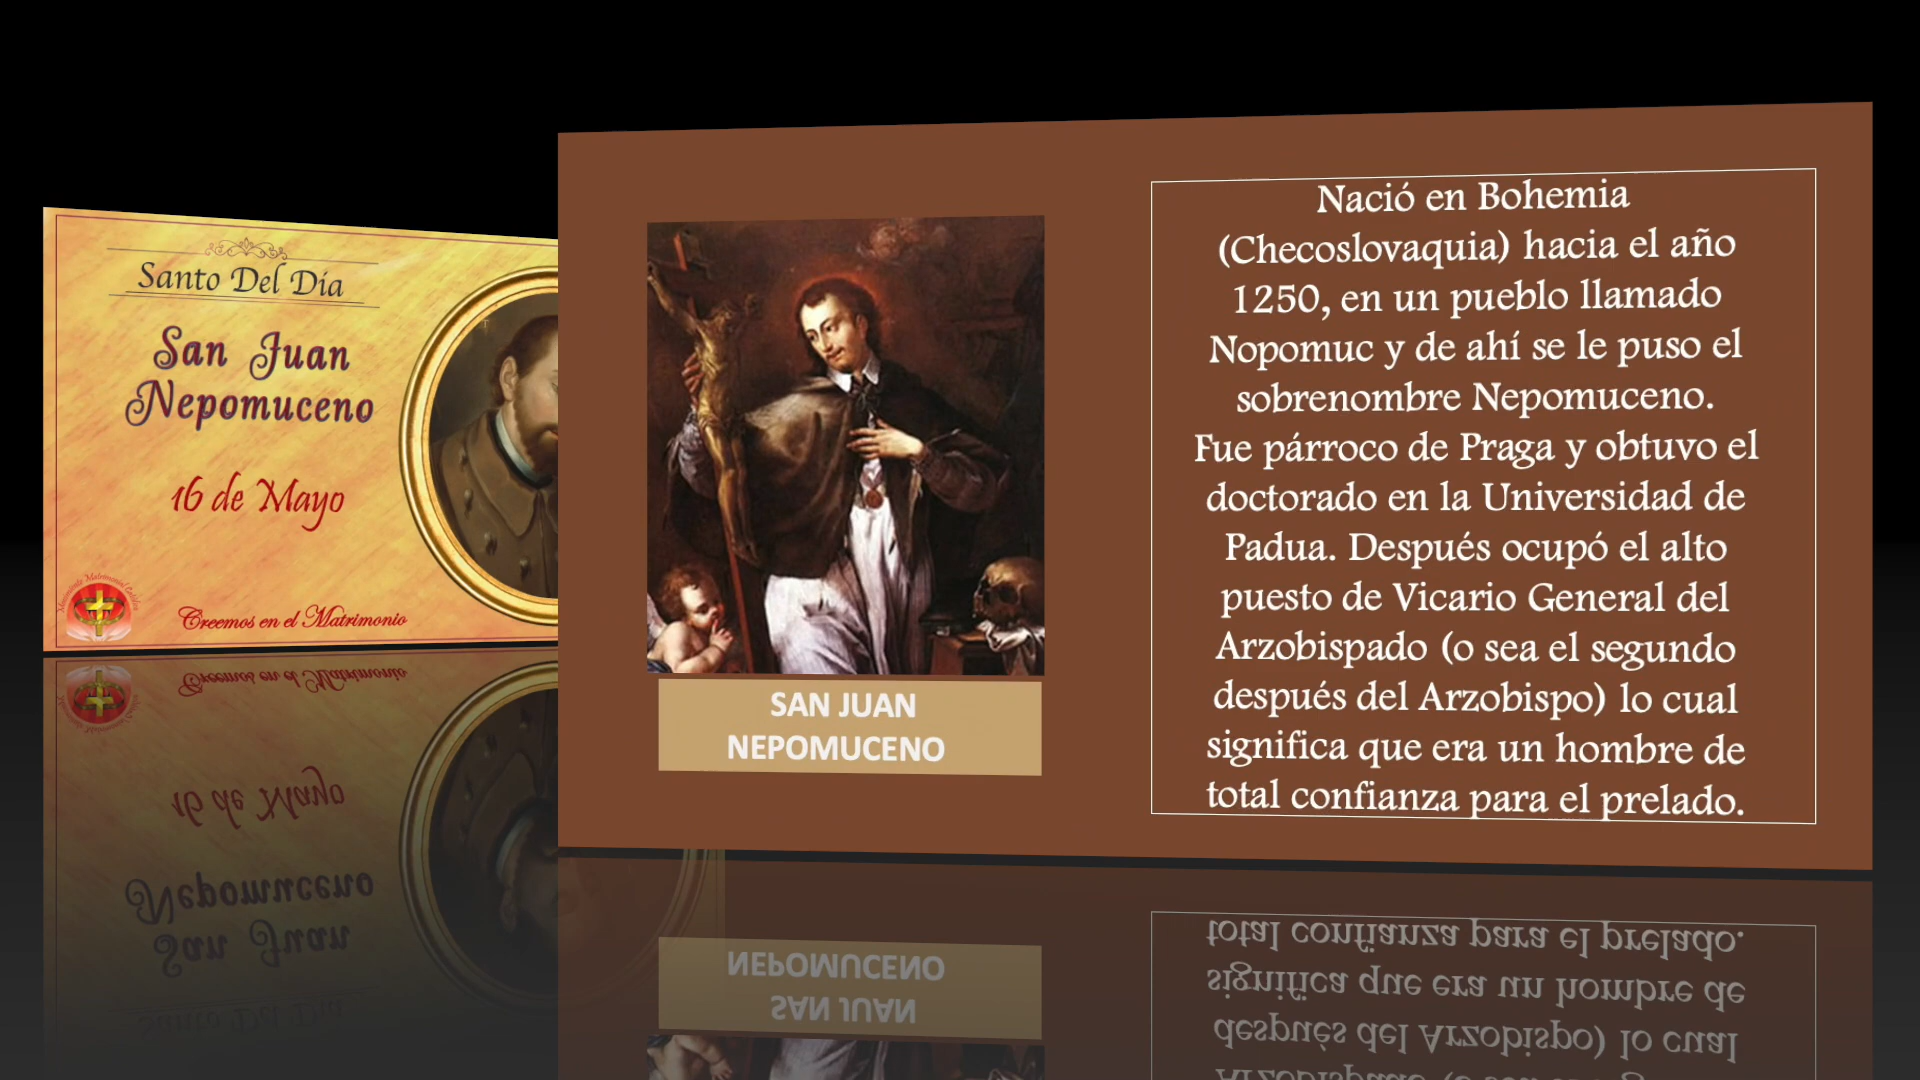 Santo Del Día
San Juan
Nepomuceno
16 de Mayo
Creemos en el Matrimonio
SAN JUAN
NEPOMUCENO
Nació en Bohemia
(Checoslovaquia) hacia el año
1250, en un pueblo llamado
Nopomuc y de ahí se le puso el
sobrenombre Nepomuceno.
Fue párroco de Praga y obtuvo el
doctorado en la Universidad de
Padua. Después ocupó el alto
puesto de Vicario General del
Arzobispado (o sea el segundo
después del Arzobispo) lo cual
significa que era un hombre de
total confianza para el prelado.